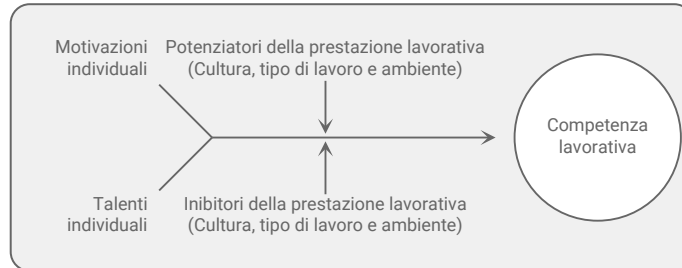 Motivazioni
individuali
Potenziatori della prestazione lavorativa
(Cultura, tipo di lavoro e ambiente)
Competenza
lavorativa
Talenti
individuali
Inibitori della prestazione lavorativa
(Cultura, tipo di lavoro e ambiente)